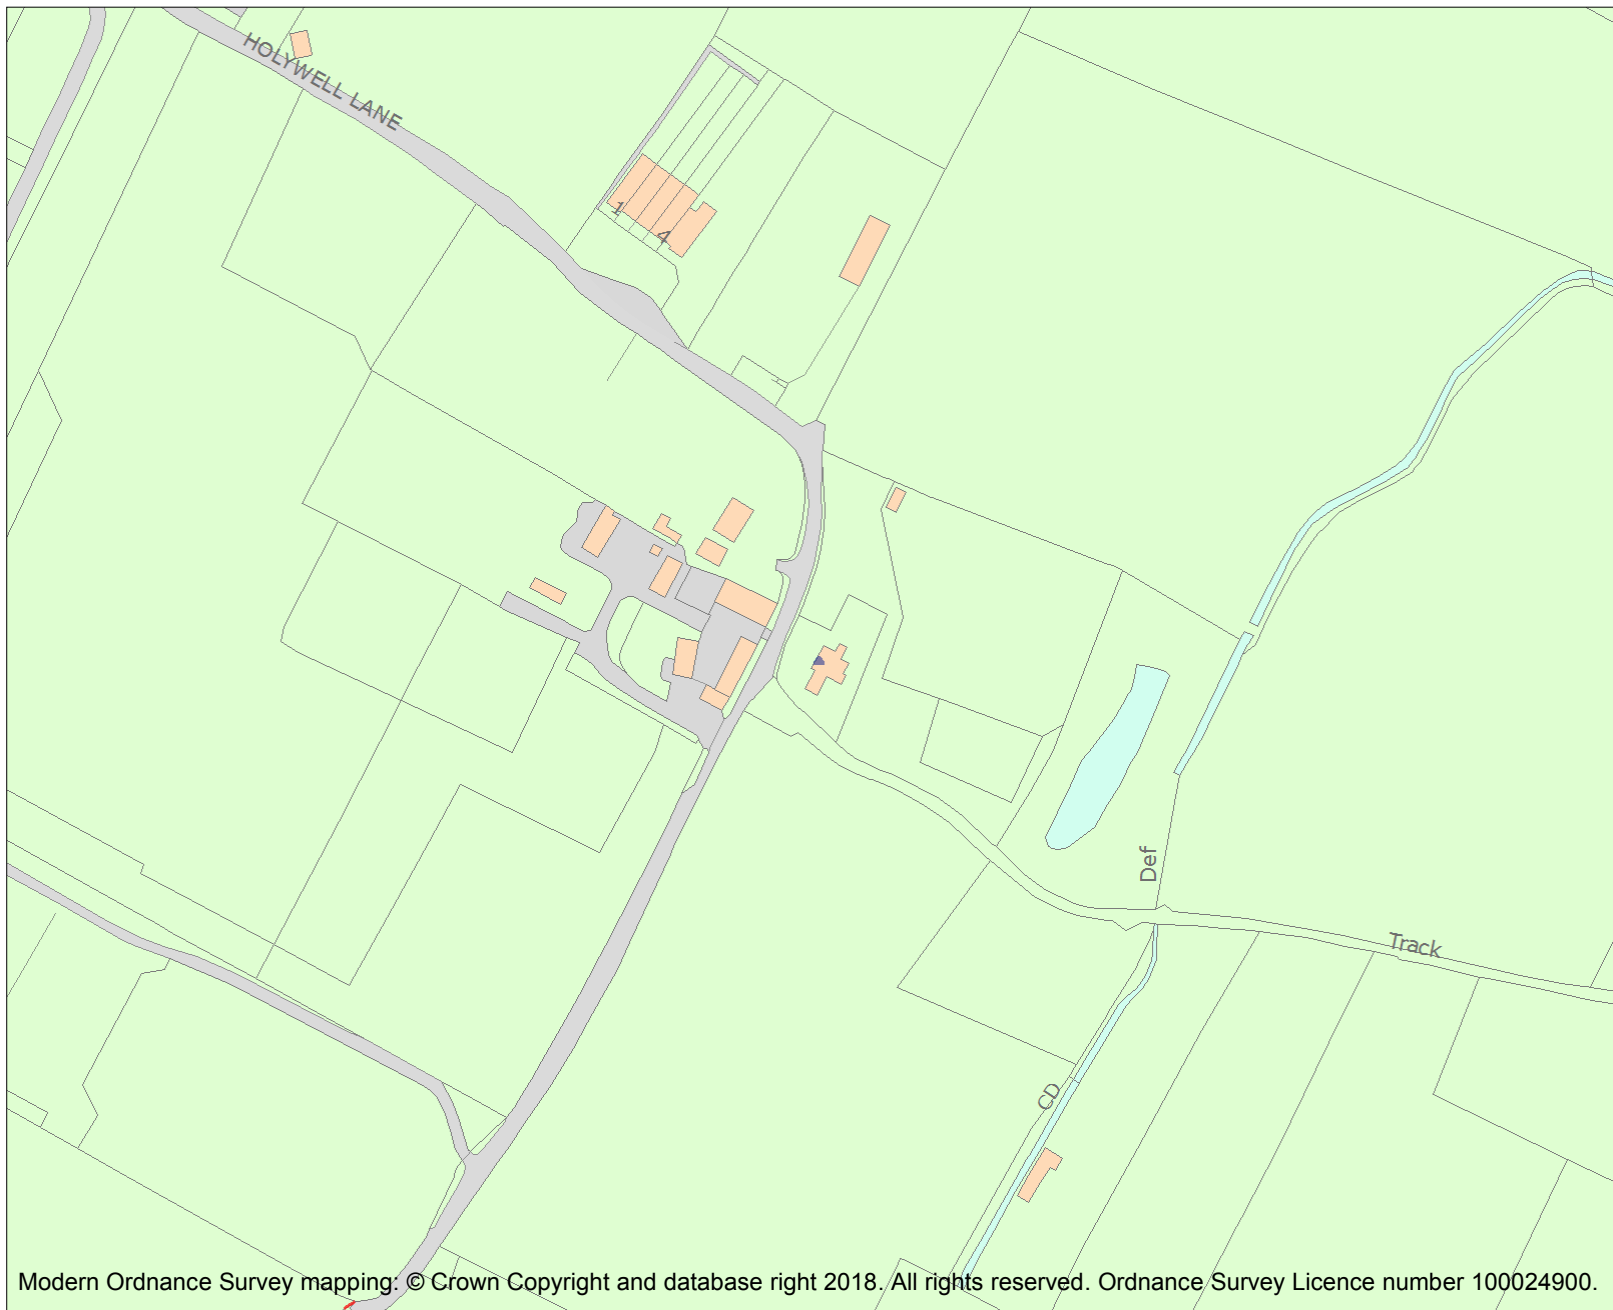 HOLYWELL LANE
1
4
Def
Track
CD
Modern Ordnance Survey mapping: © Crown Copyright and database right 2018. All rights reserved. Ordnance Survey Licence number 100024900.